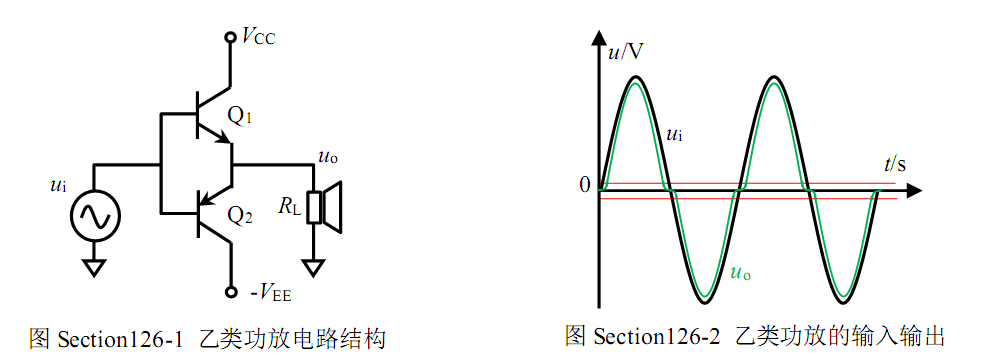 VCC
Q1
uo
ui
RL
Q2
-VEE
图 Section126-1 乙类功放电路结构
u/V
ui
t/s
0
uo
图 Section126-2 乙类功放的输入输出